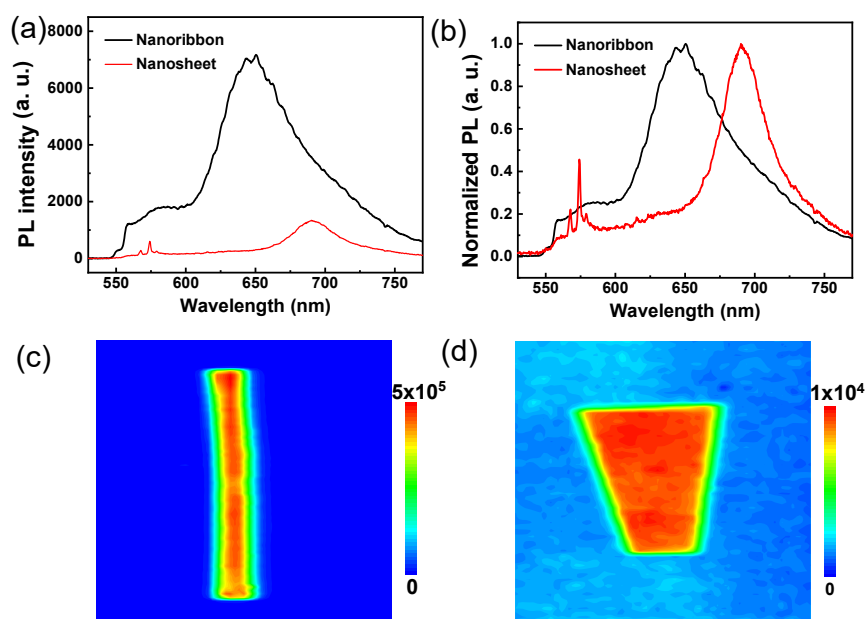 (a)
PL intensity (a. u.)
8000
6000
4000
2000
0
Nanoribbon
Nanosheet
550 600 650 700 750
Wavelength (nm)
(b)
Normalized PL (a. u.)
1.0
0.8
0.6
0.4
0.2
0.0
Nanoribbon
Nanosheet
550 600 650 700 750
Wavelength (nm)
(c)
5x10⁵
0
(d)
1x10⁴
0